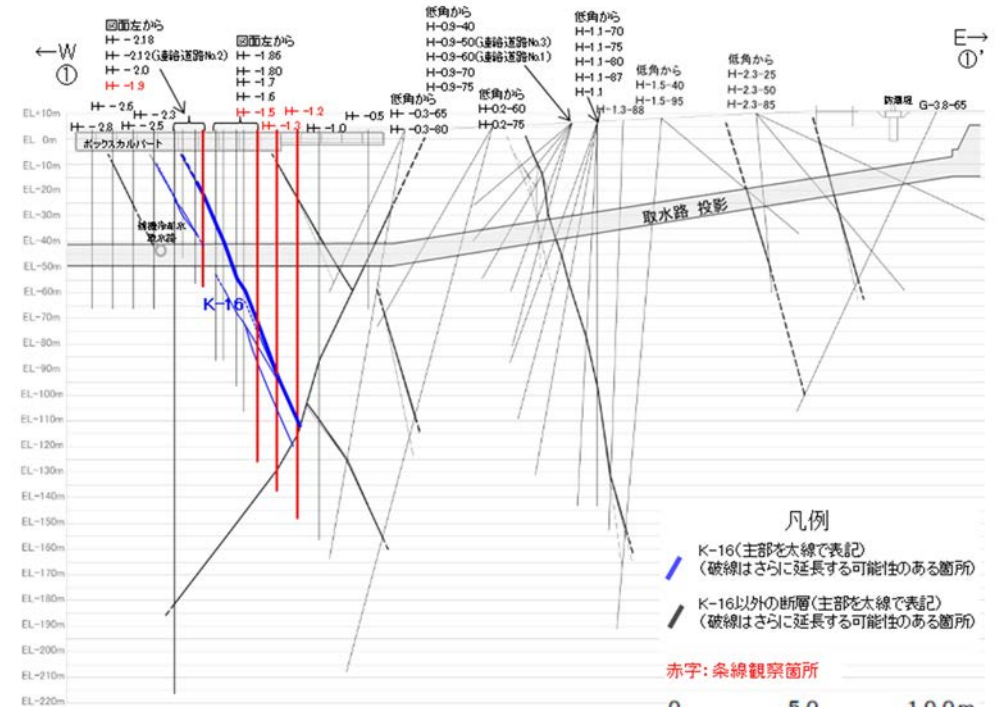 ←W
①
図面左から
H- -2.18
H- -2.12(連絡道路No.2)
H- -2.0
H- -1.9
図面左から
H- -1.86
H- -1.80
H- -1.7
H- -1.6
H- -1.5
H- -1.3
H- -1.2
H- -2.6
H- -2.3
H- -2.8
H- -2.5
H- -1.0
H- -0.5
低角から
H-0.3-65
H-0.3-80
低角から
H-0.9-40
H-0.9-50(連絡道路No.3)
H-0.9-60(連絡道路No.1)
H-0.9-70
H-0.9-75
低角から
H-0.2-60
H-0.2-75
低角から
H-1.1-70
H-1.1-75
H-1.1-80
H-1.1-87
H-1.1
H-1.3-88
低角から
H-1.5-40
H-1.5-95
低角から
H-2.3-25
H-2.3-50
H-2.3-85
防潮堤
G-3.8-65
E→
①'
EL+10m
EL 0m
EL-10m
EL-20m
EL-30m
EL-40m
EL-50m
EL-60m
EL-70m
EL-80m
EL-90m
EL-100m
EL-110m
EL-120m
EL-130m
EL-140m
EL-150m
EL-160m
EL-170m
EL-180m
EL-190m
EL-200m
EL-210m
EL-220m
ボックスカルバート
補機冷却水
取水路
K-16
取水路 投影
凡例
K-16(主部を太線で表記)
(破線はさらに延長する可能性のある箇所)
K-16以外の断層(主部を太線で表記)
(破線はさらに延長する可能性のある箇所)
赤字:条線観察箇所
0 50 100m